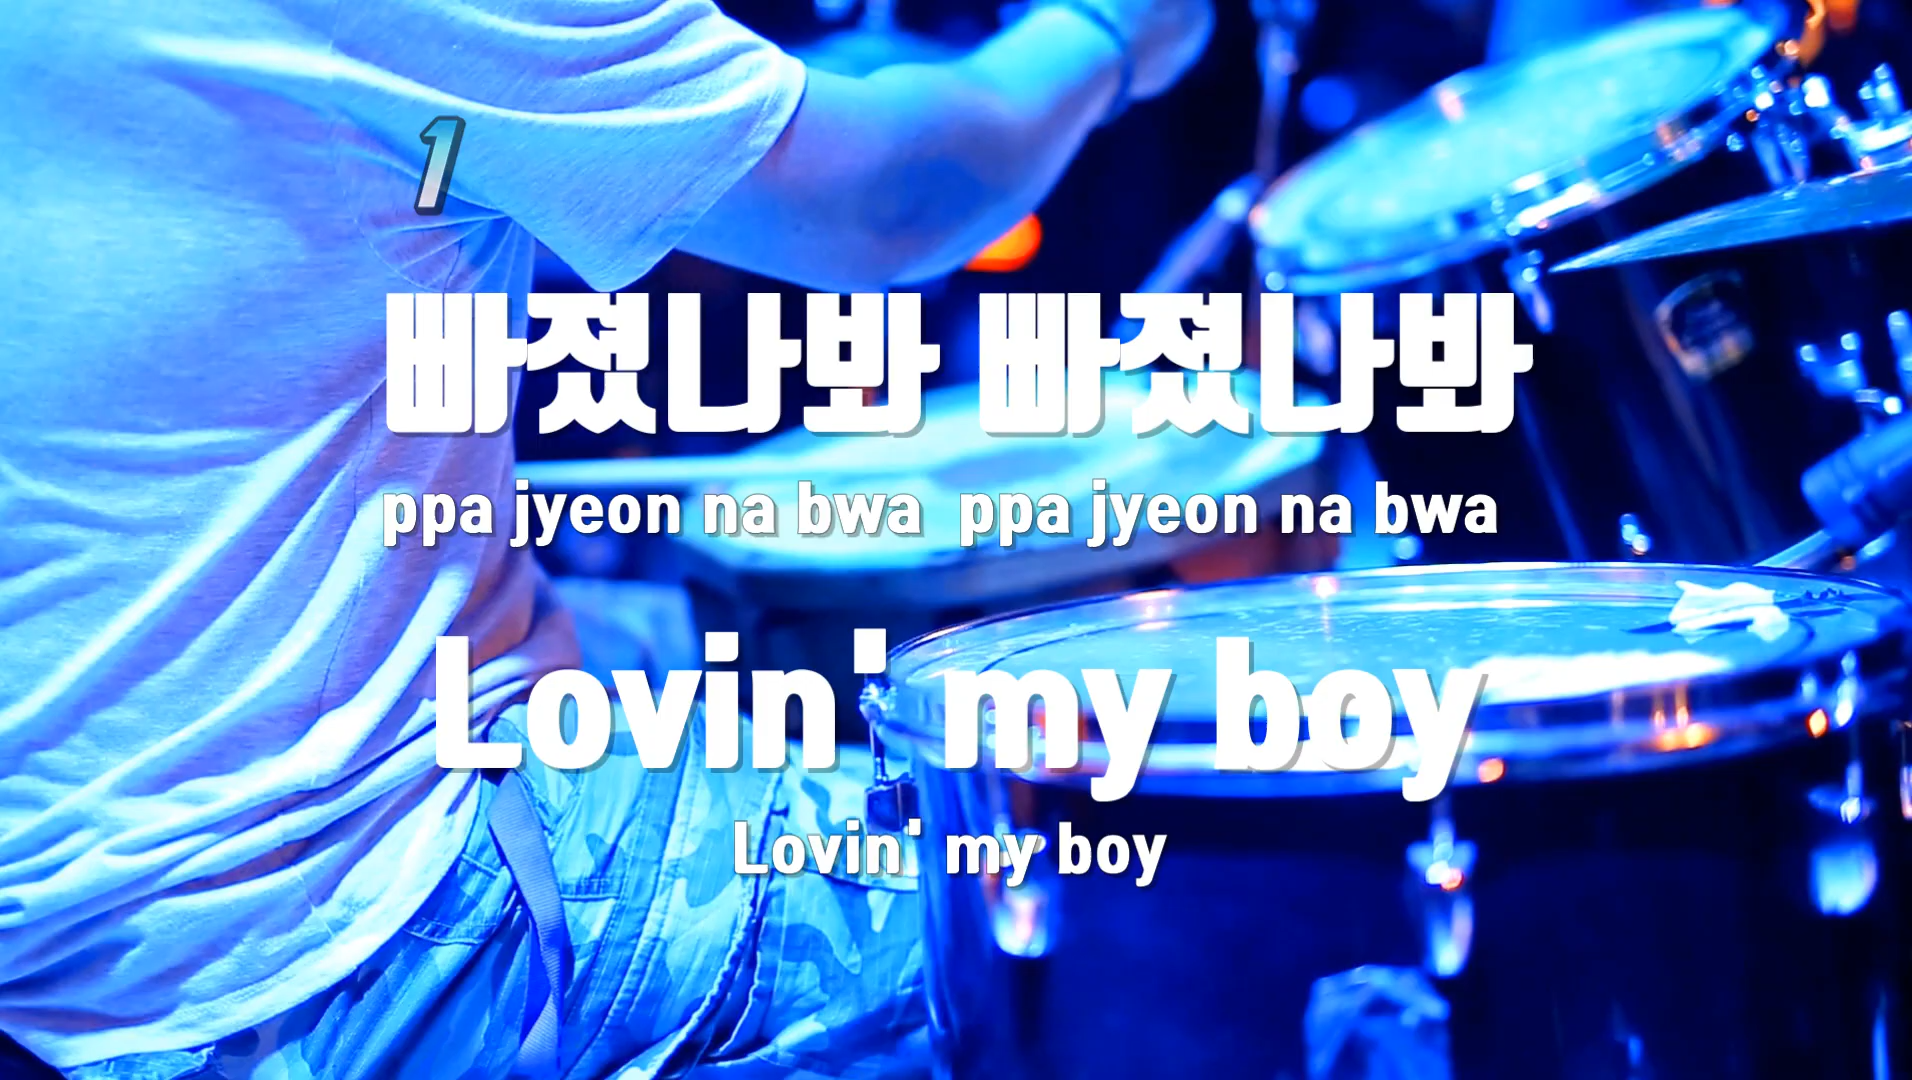 1
빠졌나봐 빠졌나봐
ppa jyeon na bwa ppa jyeon na bwa
Lovin' my boy
Lovin' my boy